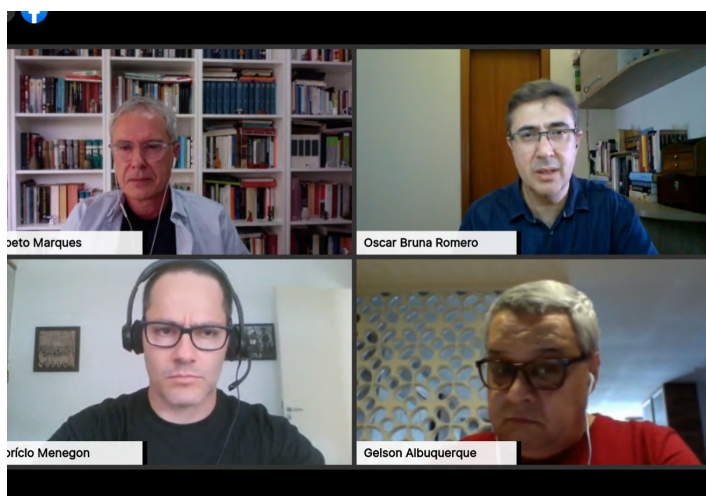 beto Marques
Oscar Bruna Romero
rício Menegon
Gelson Albuquerque